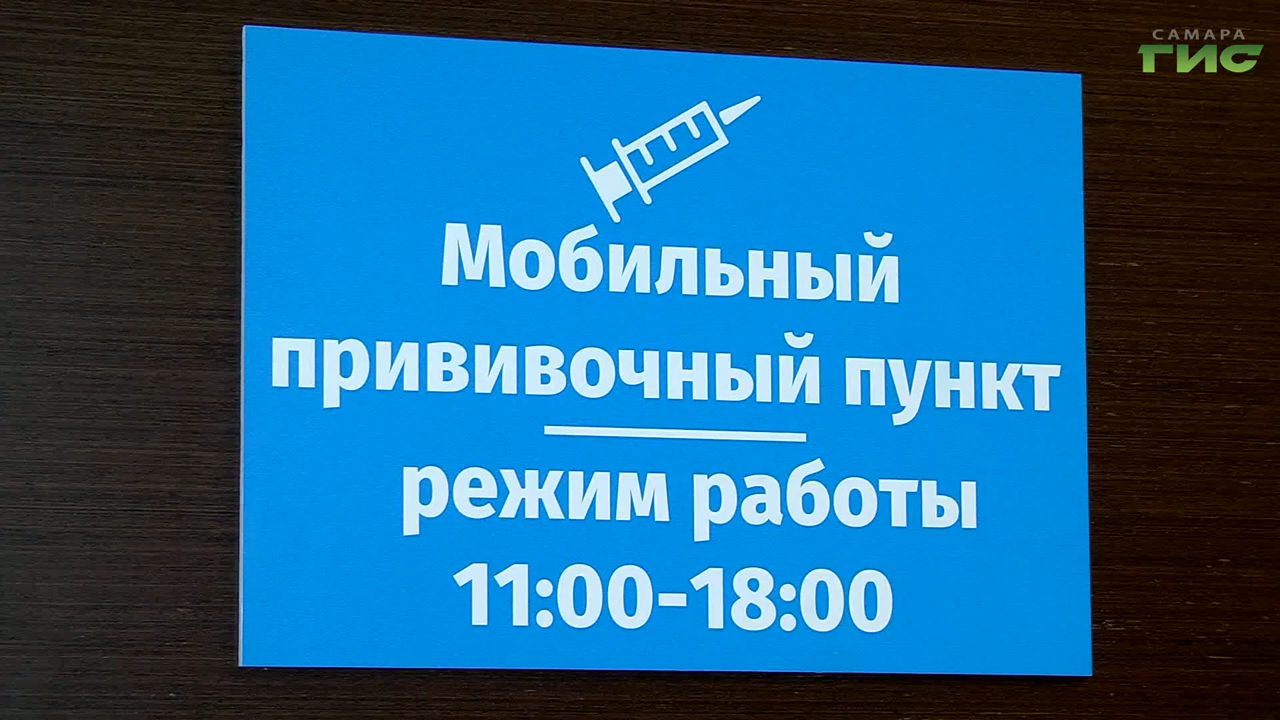 САМАРА
ГИС
Мобильный
прививочный пункт
режим работы
11:00-18:00